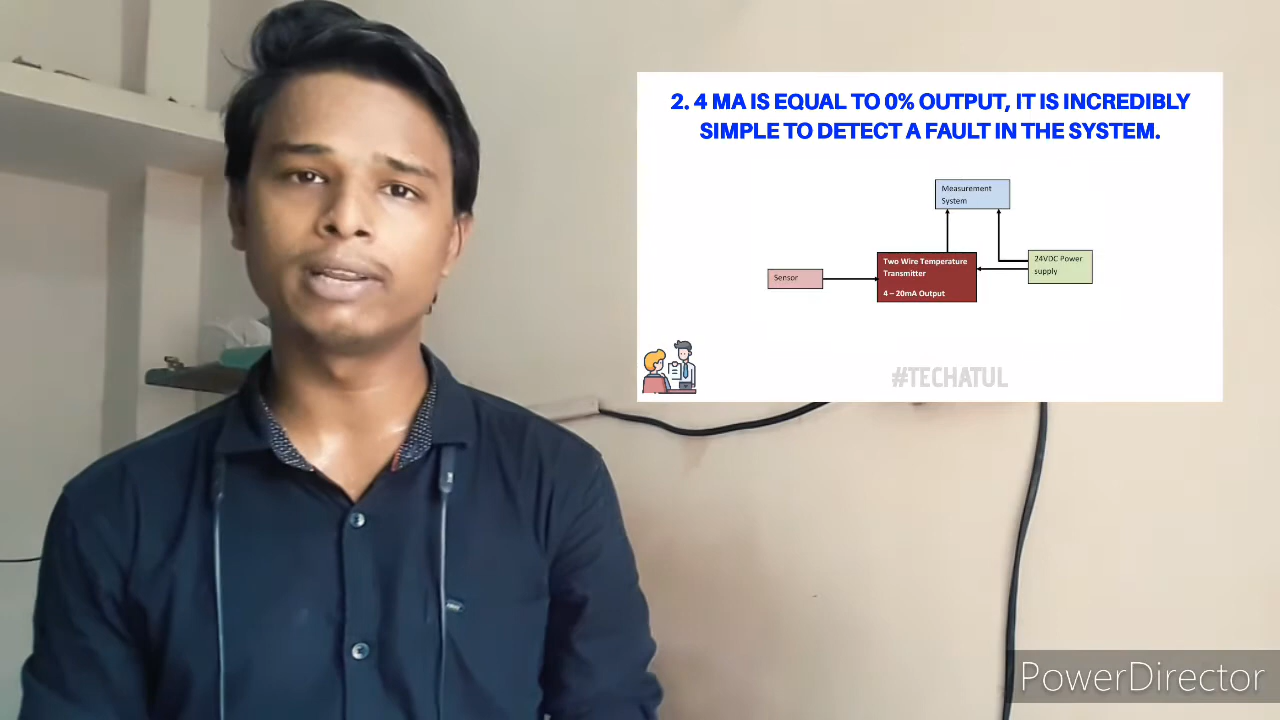 2. 4 MA IS EQUAL TO 0% OUTPUT, IT IS INCREDIBLY
SIMPLE TO DETECT A FAULT IN THE SYSTEM.
Measurement
System
Sensor
Two Wire Temperature
Transmitter
4 – 20mA Output
24VDC Power
supply
#TECHATUL
PowerDirector